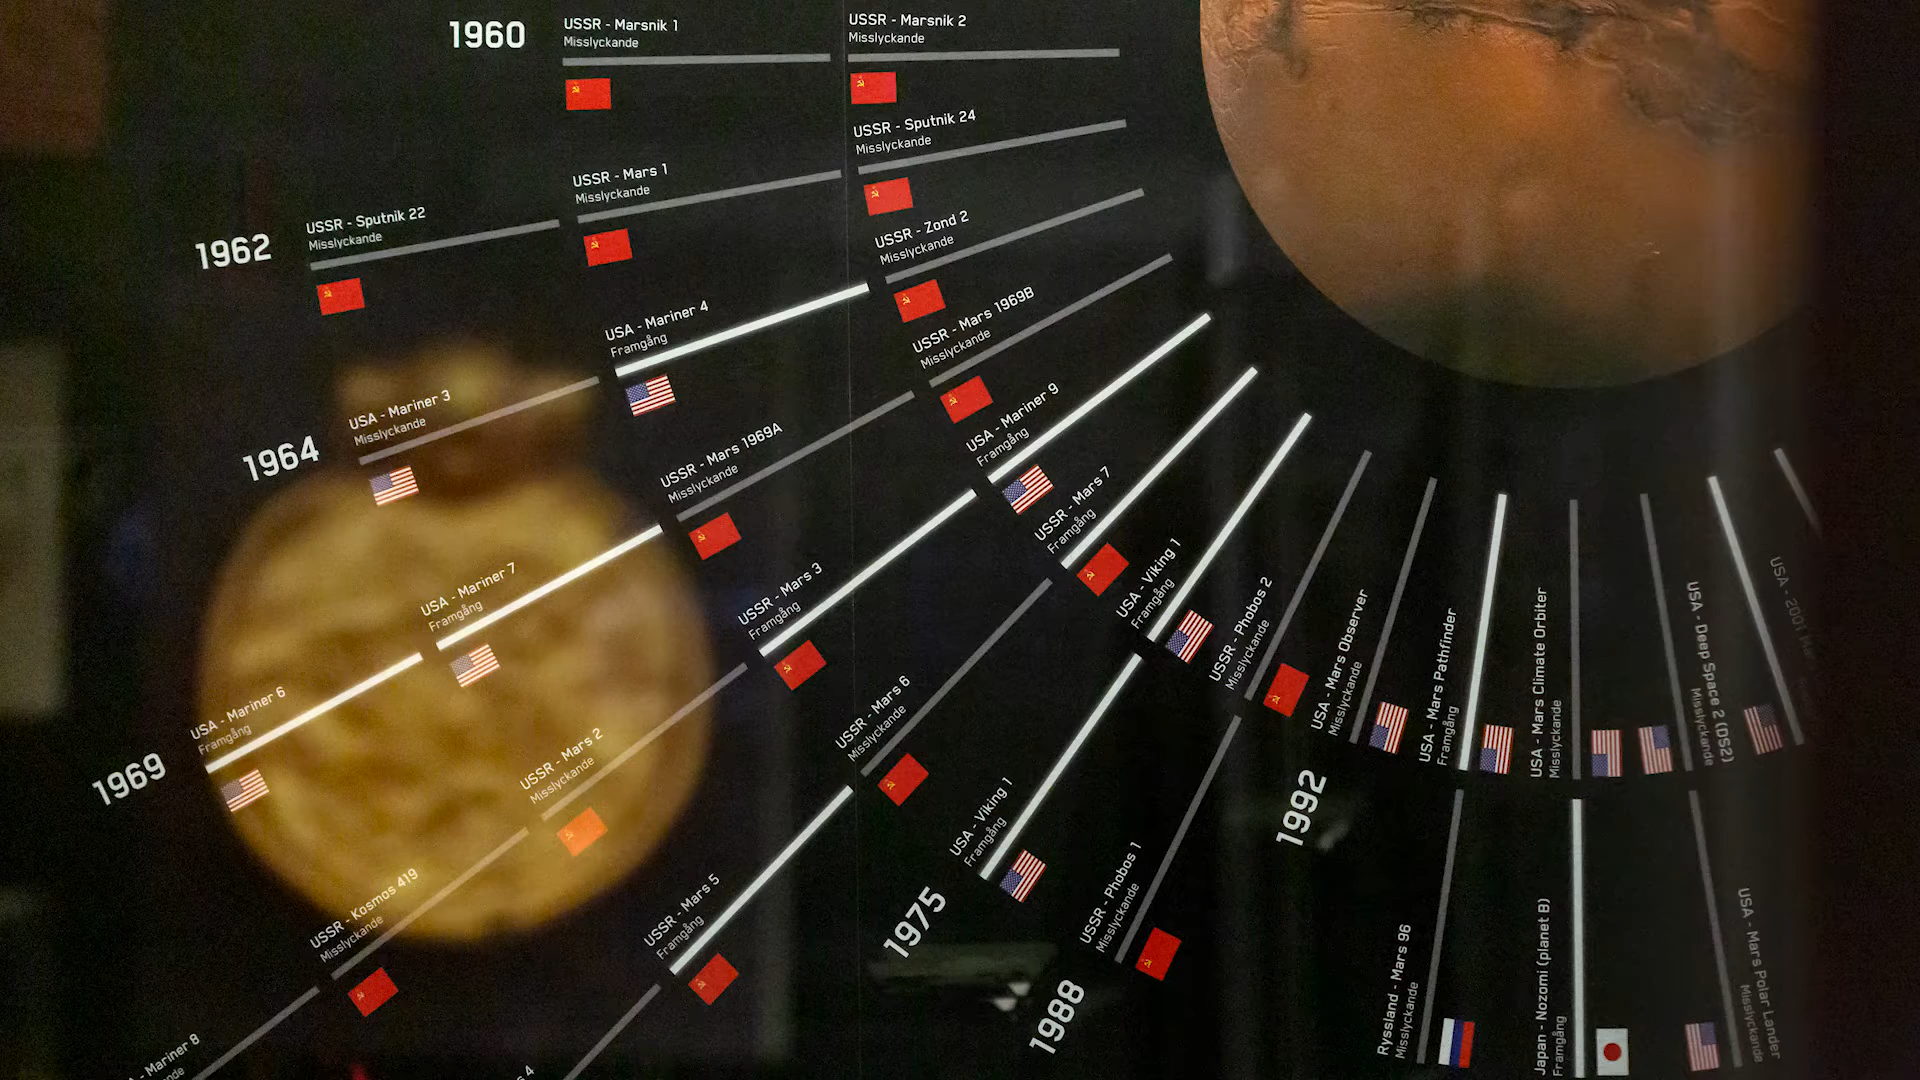 1960
USSR - Marsnik 1
Misslyckande
USSR - Marsnik 2
Misslyckande
1962
USSR - Sputnik 22
Misslyckande
USSR - Mars 1
Misslyckande
USSR - Sputnik 24
Misslyckande
1964
USA - Mariner 3
Misslyckande
USA - Mariner 4
Framgång
USSR - Zond 2
Misslyckande
1969
USA - Mariner 6
Framgång
USA - Mariner 7
Framgång
USSR - Mars 1969A
Misslyckande
USSR - Mars 1969B
Misslyckande
- Mariner 8
USSR - Kosmos 419
Misslyckande
USSR - Mars 2
Misslyckande
USSR - Mars 3
Framgång
USA - Mariner 9
Framgång
4
USSR - Mars 5
Framgång
USSR - Mars 6
Misslyckande
USSR - Mars 7
Framgång
1975
USA - Viking 1
Framgång
USA - Viking 1
Framgång
1988
USSR - Phobos 1
Misslyckande
USSR - Phobos 2
Misslyckande
1992
USA - Mars Observer
Misslyckande
Ryssland - Mars 96
Misslyckande
USA - Mars Pathfinder
Framgång
Japan - Nozomi (planet B)
Framgång
USA - Mars Climate Orbiter
Misslyckande
USA - Mars Polar Lander
Misslyckande
USA - Deep Space 2 (DS2)
Misslyckande
USA - 2001